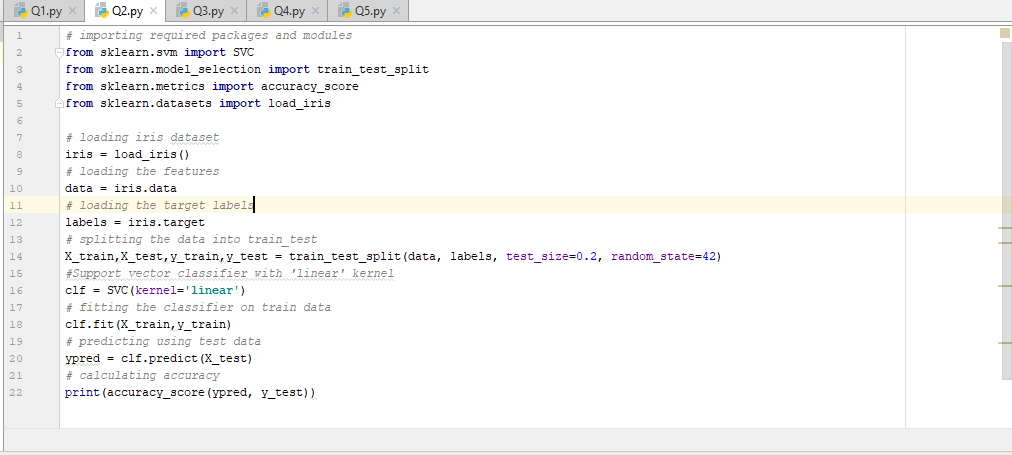 Q1.py Q2.py Q3.py Q4.py Q5.py
1 # importing required packages and modules
2 from sklearn.svm import SVC
3 from sklearn.model_selection import train_test_split
4 from sklearn.metrics import accuracy_score
5 from sklearn.datasets import load_iris
6
7 # loading iris dataset
8 iris = load_iris()
9 # loading the features
10 data = iris.data
11 # loading the target labels
12 labels = iris.target
13 # splitting the data into train_test
14 X_train,X_test,y_train,y_test = train_test_split(data, labels, test_size=0.2, random_state=42)
15 #Support vector classifier with 'linear' kernel
16 clf = SVC(kernel='linear')
17 # fitting the classifier on train data
18 clf.fit(X_train,y_train)
19 # predicting using test data
20 ypred = clf.predict(X_test)
21 # calculating accuracy
22 print(accuracy_score(ypred, y_test))